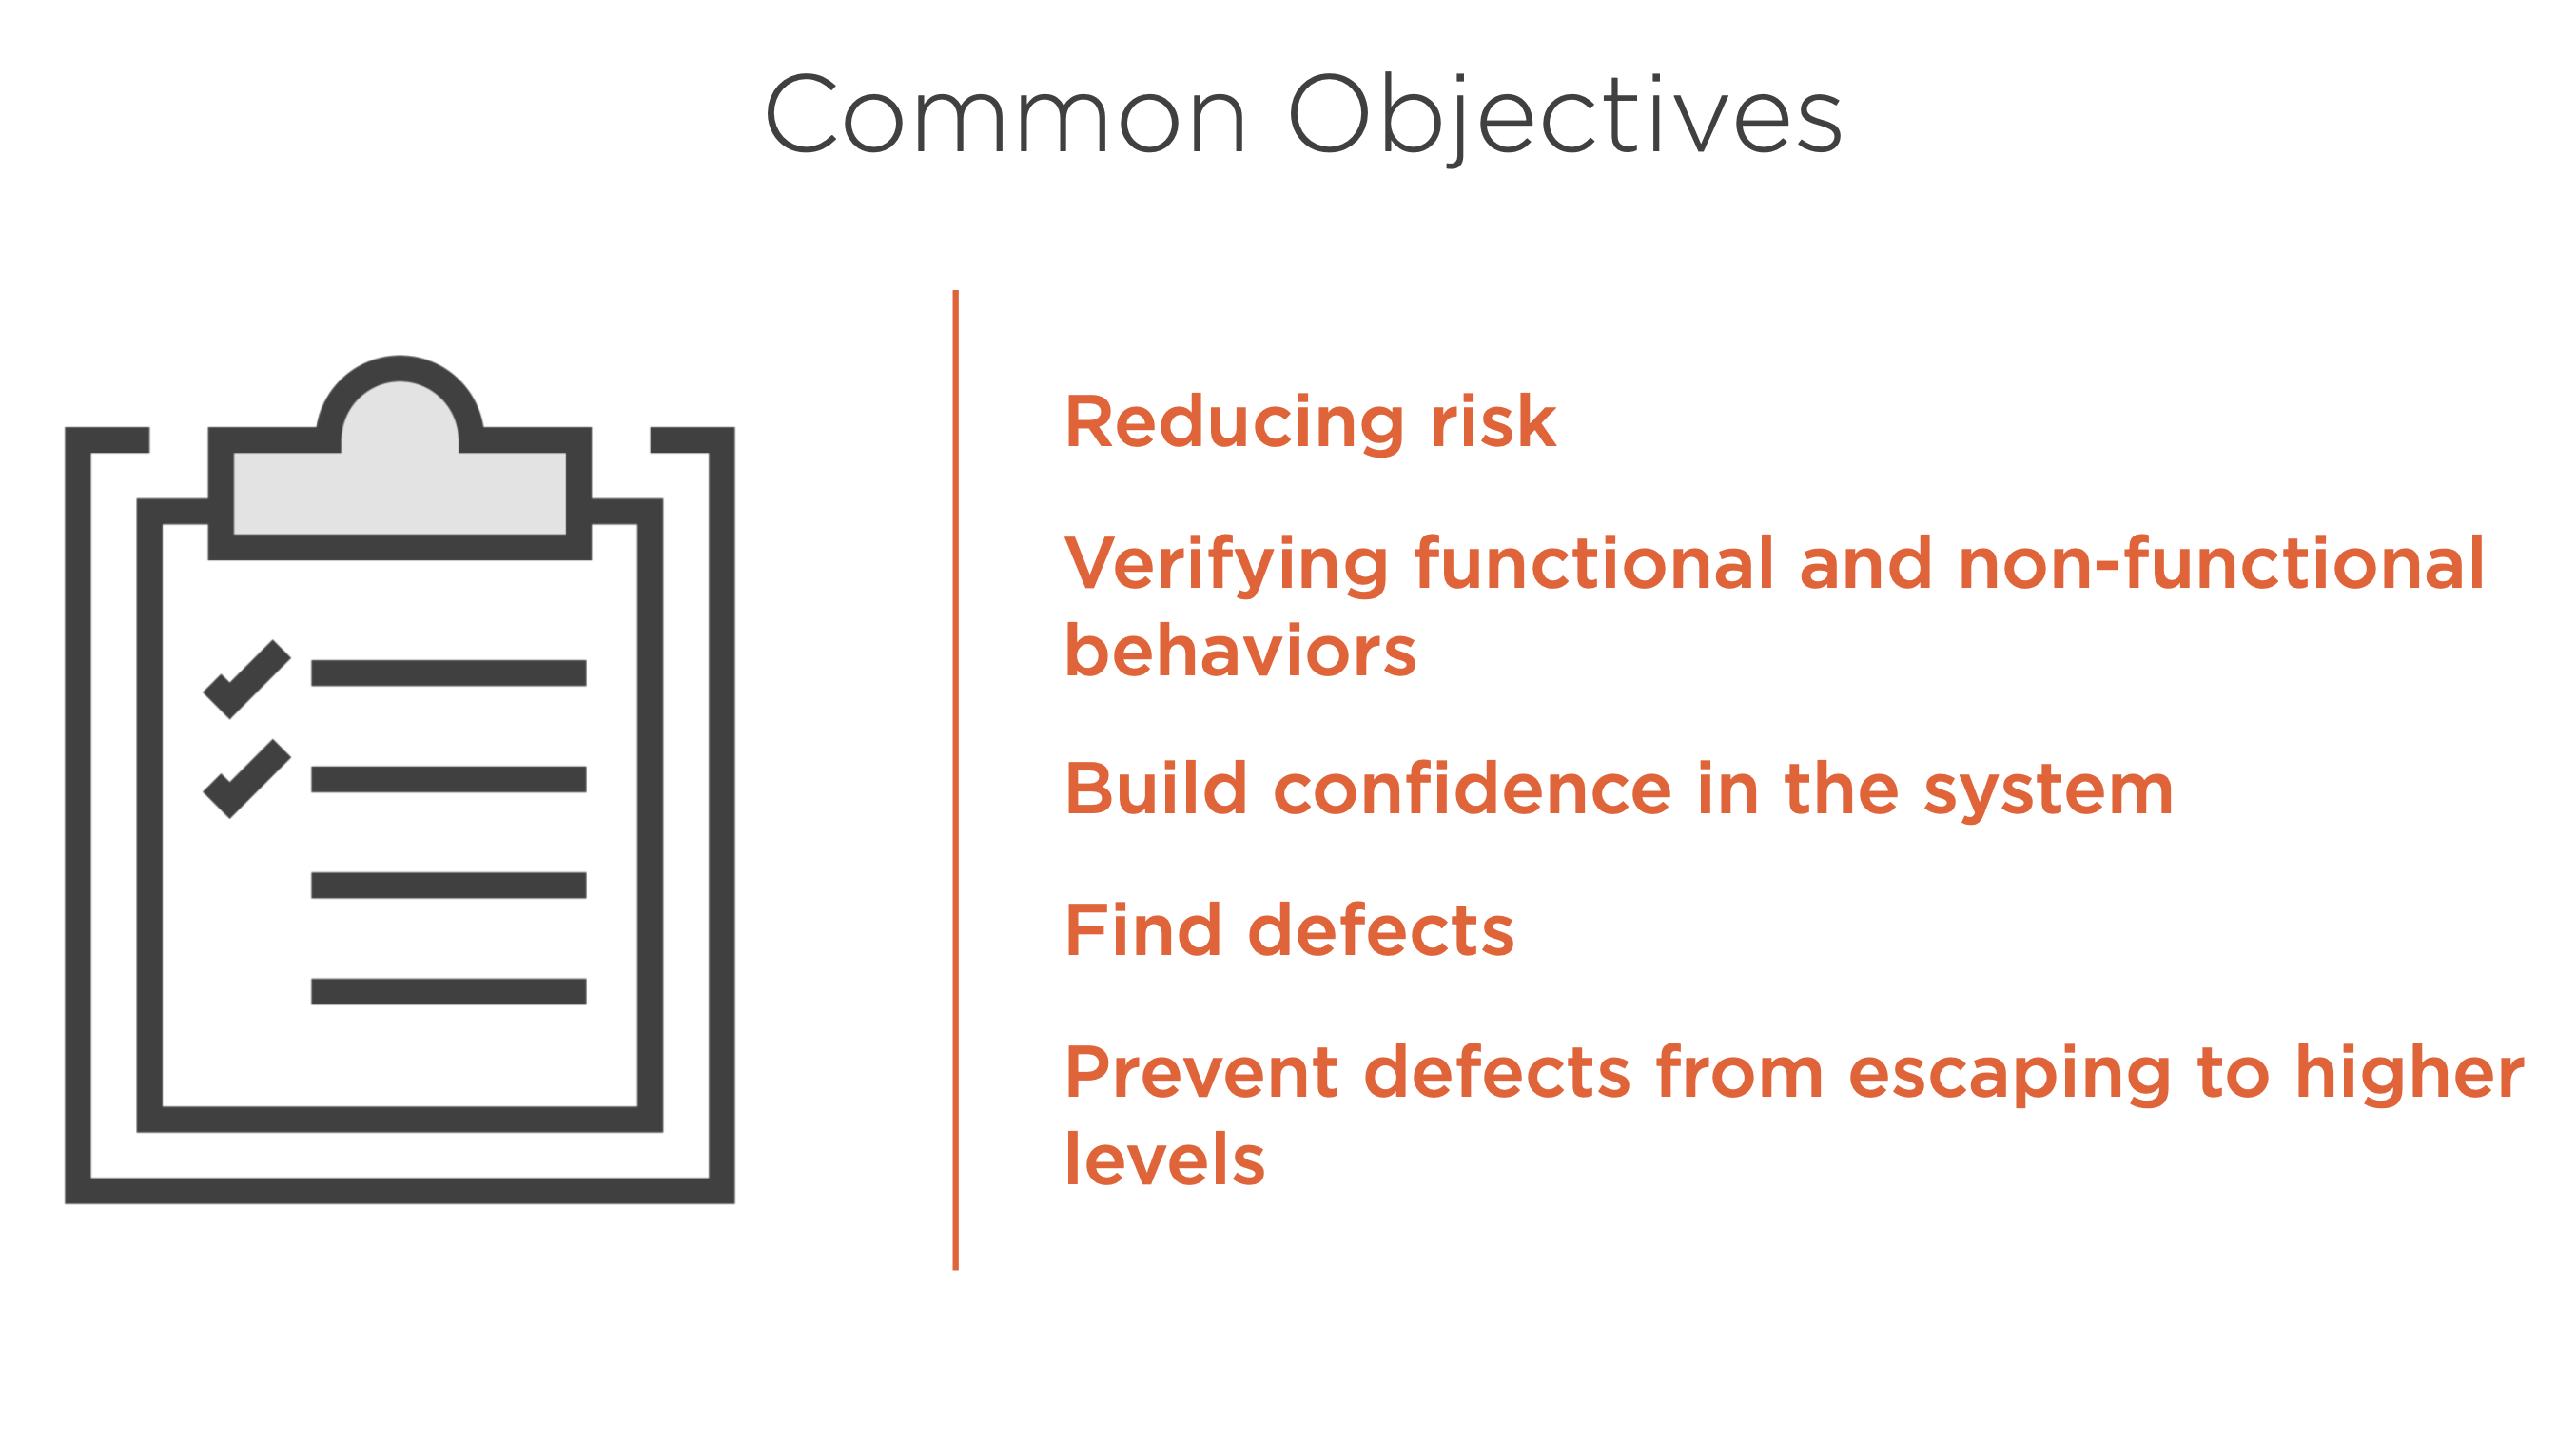 Common Objectives
Reducing risk
Verifying functional and non-functional
behaviors
Build confidence in the system
Find defects
Prevent defects from escaping to higher
levels